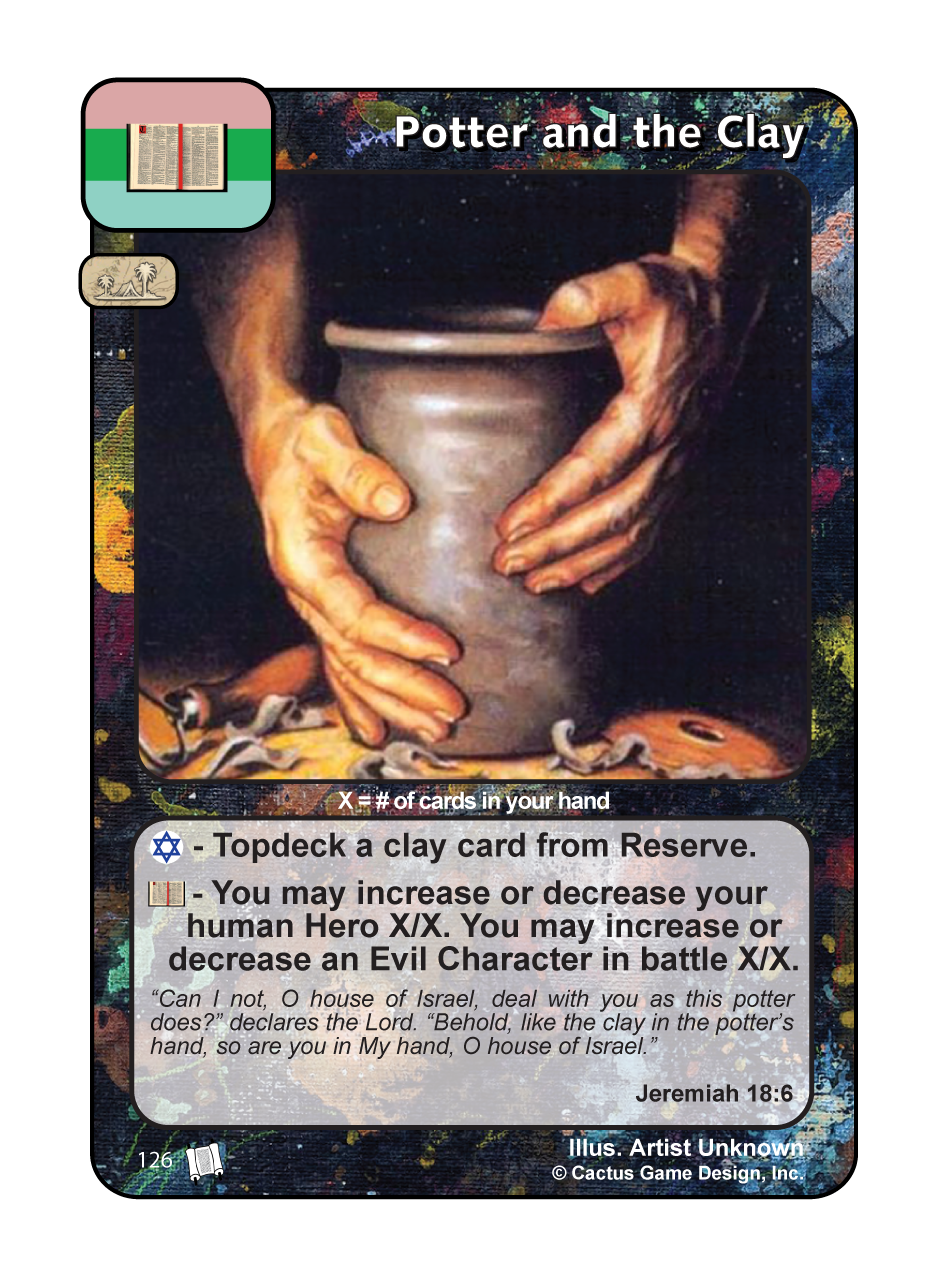 Potter and the Clay
X = # of cards in your hand
- Topdeck a clay card from Reserve.
- You may increase or decrease your
human Hero X/X. You may increase or
decrease an Evil Character in battle X/X.
“Can I not, O house of Israel, deal with you as this potter
does?” declares the Lord. “Behold, like the clay in the potter’s
hand, so are you in My hand, O house of Israel.”
Jeremiah 18:6
126
Illus. Artist Unknown
© Cactus Game Design, Inc.